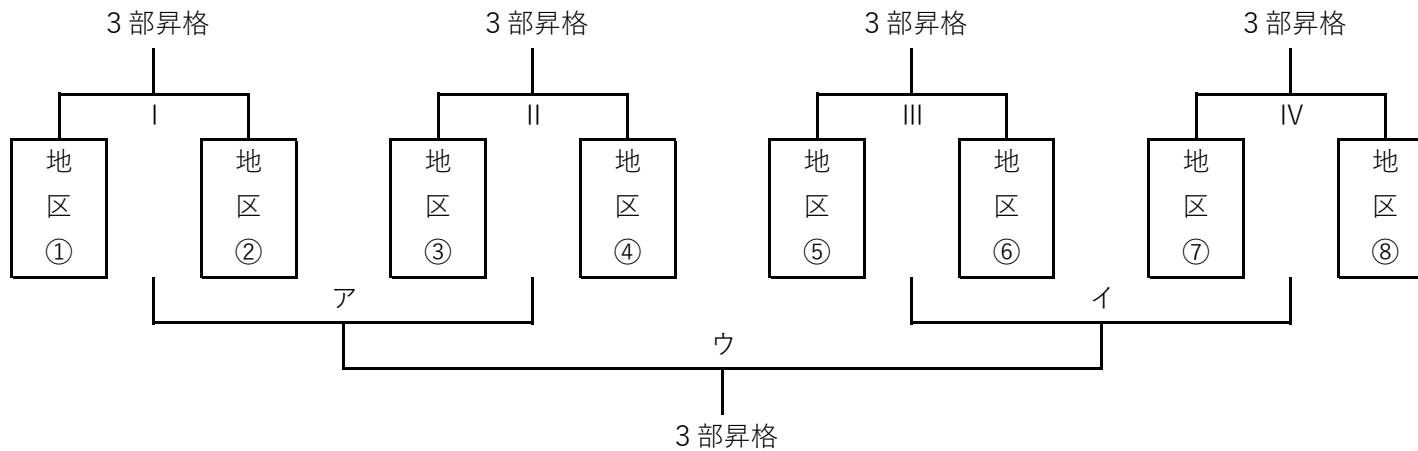 3部昇格 3部昇格 3部昇格 3部昇格
I II III IV
地区① 地区② 地区③ 地区④ 地区⑤ 地区⑥ 地区⑦ 地区⑧
ア イ
ウ
3部昇格